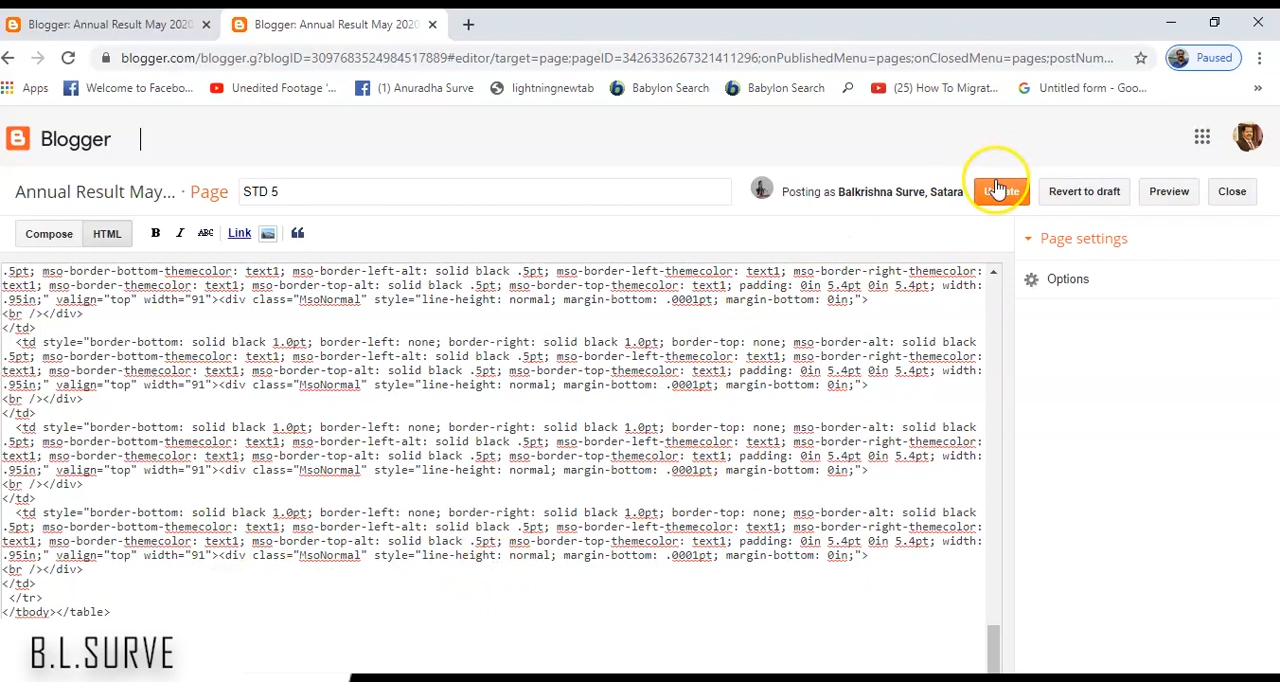 Blogger: Annual Result May 2020
Blogger: Annual Result May 2020
blogger.com/blogger.g?blogID=3097683524984517889#editor/target=page;pageID=3426336267321411296;onPublishedMenu=pages;onClosedMenu=pages;postNum...
Paused
Apps Welcome to Facebo... Unedited Footage '... (1) Anuradha Surve lightningnewtab Babylon Search Babylon Search (25) How To Migrat... Untitled form - Goo... »
Blogger
Annual Result May... · Page STD 5 Posting as Balkrishna Surve, Satara Revert to draft Preview Close
Compose HTML B I ABC Link
Page settings
Options
.5pt; mso-border-bottom-themecolor: text1; mso-border-left-alt: solid black .5pt; mso-border-left-themecolor: text1; mso-border-right-themecolor:
text1; mso-border-themecolor: text1; mso-border-top-alt: solid black .5pt; mso-border-top-themecolor: text1; padding: 0in 5.4pt 0in 5.4pt; width:
.95in;" valign="top" width="91"><div class="MsoNormal" style="line-height: normal; margin-bottom: .0001pt; margin-bottom: 0in;">
<br /></div>
</td>
<td style="border-bottom: solid black 1.0pt; border-left: none; border-right: solid black 1.0pt; border-top: none; mso-border-alt: solid black
.5pt; mso-border-bottom-themecolor: text1; mso-border-left-alt: solid black .5pt; mso-border-left-themecolor: text1; mso-border-right-themecolor:
text1; mso-border-themecolor: text1; mso-border-top-alt: solid black .5pt; mso-border-top-themecolor: text1; padding: 0in 5.4pt 0in 5.4pt; width:
.95in;" valign="top" width="91"><div class="MsoNormal" style="line-height: normal; margin-bottom: .0001pt; margin-bottom: 0in;">
<br /></div>
</td>
<td style="border-bottom: solid black 1.0pt; border-left: none; border-right: solid black 1.0pt; border-top: none; mso-border-alt: solid black
.5pt; mso-border-bottom-themecolor: text1; mso-border-left-alt: solid black .5pt; mso-border-left-themecolor: text1; mso-border-right-themecolor:
text1; mso-border-themecolor: text1; mso-border-top-alt: solid black .5pt; mso-border-top-themecolor: text1; padding: 0in 5.4pt 0in 5.4pt; width:
.95in;" valign="top" width="91"><div class="MsoNormal" style="line-height: normal; margin-bottom: .0001pt; margin-bottom: 0in;">
<br /></div>
</td>
<td style="border-bottom: solid black 1.0pt; border-left: none; border-right: solid black 1.0pt; border-top: none; mso-border-alt: solid black
.5pt; mso-border-bottom-themecolor: text1; mso-border-left-alt: solid black .5pt; mso-border-left-themecolor: text1; mso-border-right-themecolor:
text1; mso-border-themecolor: text1; mso-border-top-alt: solid black .5pt; mso-border-top-themecolor: text1; padding: 0in 5.4pt 0in 5.4pt; width:
.95in;" valign="top" width="91"><div class="MsoNormal" style="line-height: normal; margin-bottom: .0001pt; margin-bottom: 0in;">
<br /></div>
</td>
</tr>
</tbody></table>
B.L.SURVE